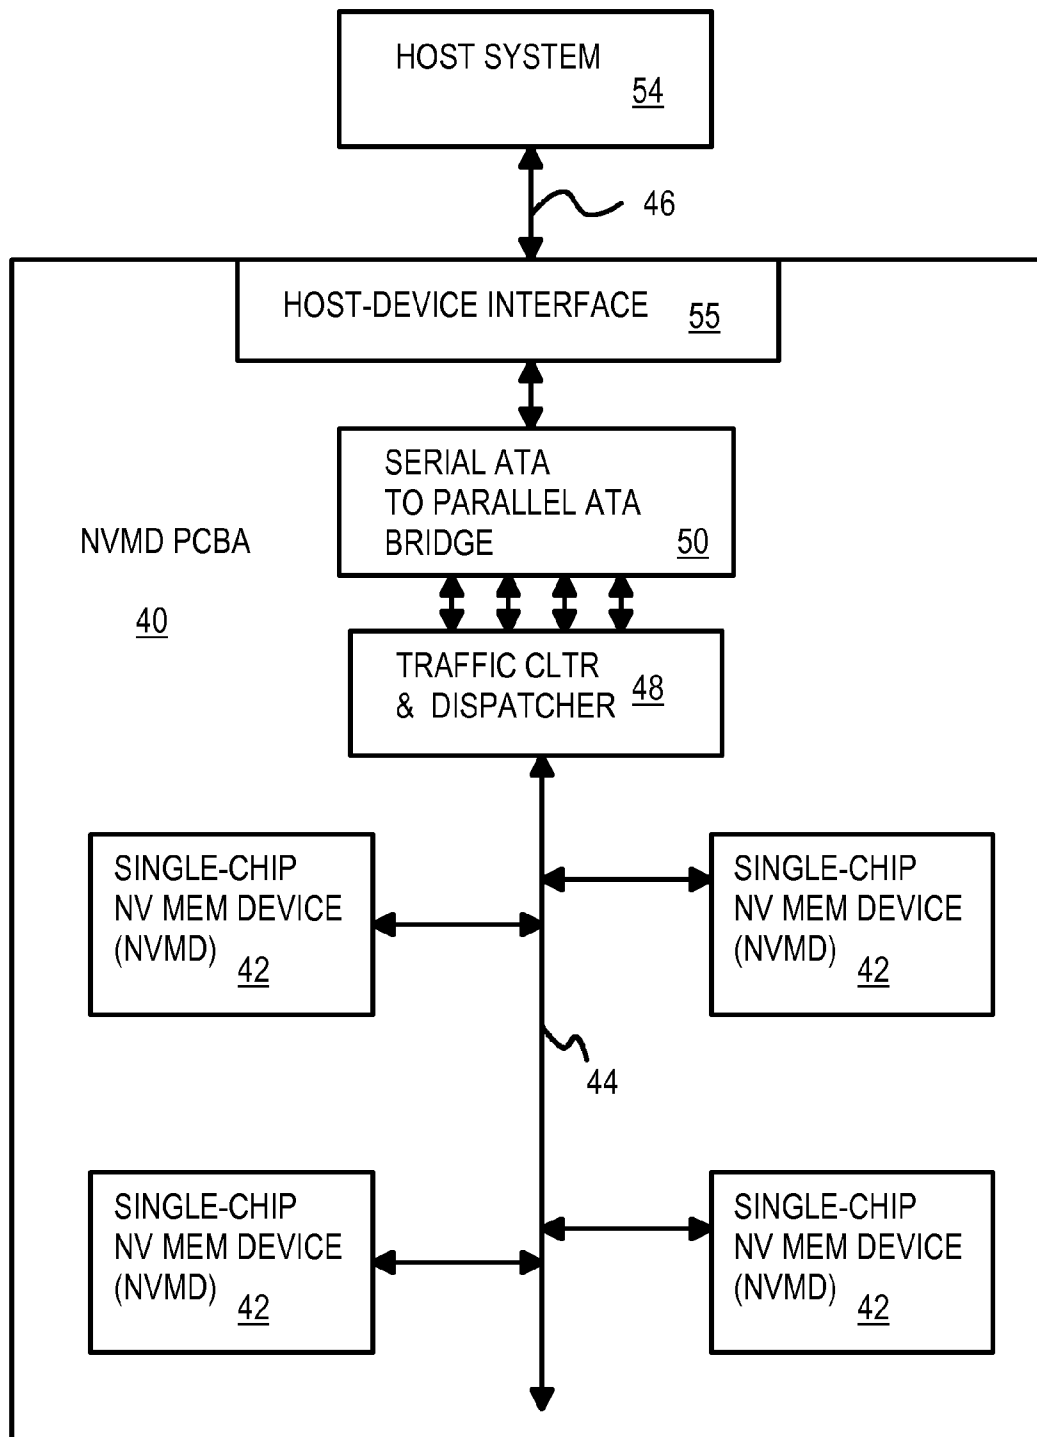 HOST SYSTEM
54
46
HOST-DEVICE INTERFACE
55
SERIAL ATA
TO PARALLEL ATA
BRIDGE
50
NVMD PCBA
40
TRAFFIC CLTR
& DISPATCHER
48
SINGLE-CHIP
NV MEM DEVICE
(NVMD)
42
SINGLE-CHIP
NV MEM DEVICE
(NVMD)
42
44
SINGLE-CHIP
NV MEM DEVICE
(NVMD)
42
SINGLE-CHIP
NV MEM DEVICE
(NVMD)
42